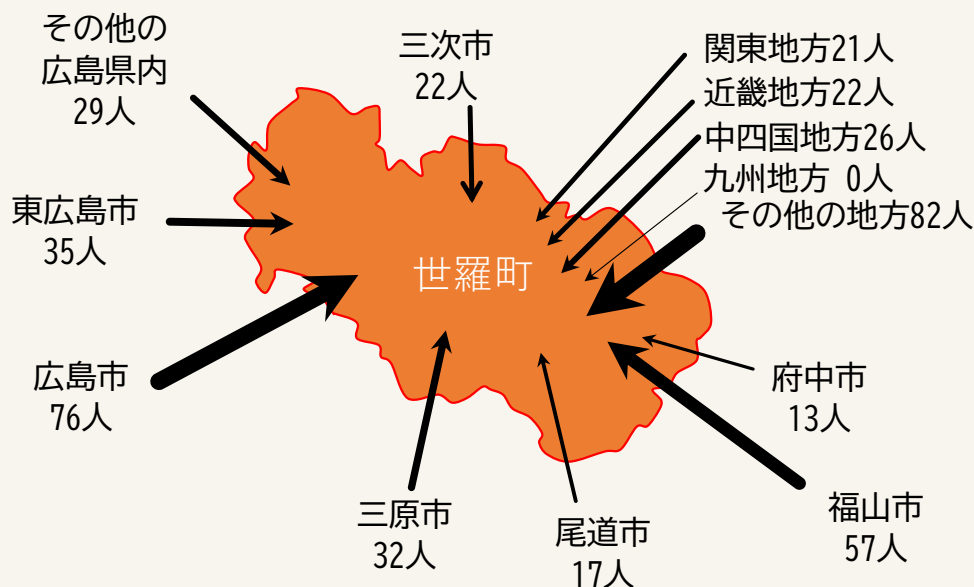 その他の
広島県内
29人
三次市
22人
関東地方21人
近畿地方22人
中四国地方26人
九州地方 0人
その他の地方82人
東広島市
35人
世羅町
広島市
76人
府中市
13人
三原市
32人
尾道市
17人
福山市
57人